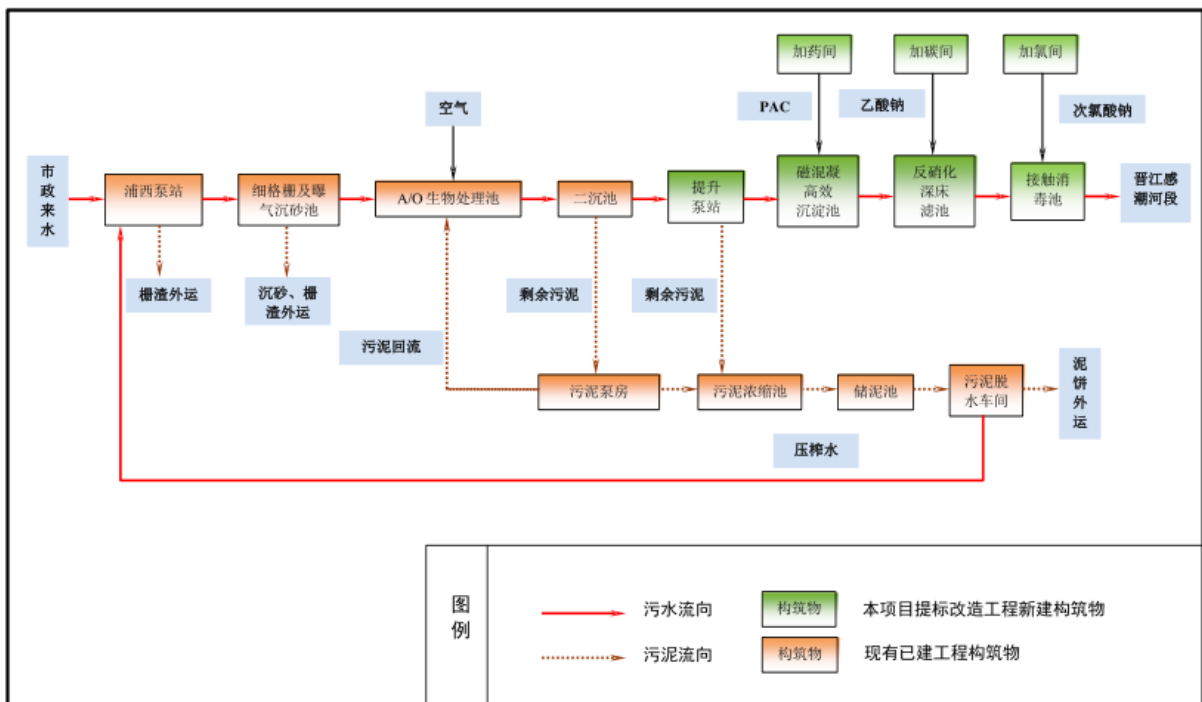 加药间
加碳间
加氯间
空气
PAC
乙酸钠
次氯酸钠
市
政
来
水
浦西泵站
细格栅及曝
气沉砂池
A/O 生物处理池
二沉池
提升
泵站
磁混凝
高效
沉淀池
反硝化
深床
滤池
接触消
毒池
晋江感
潮河段
栅渣外运
沉砂、栅
渣外运
剩余污泥
剩余污泥
污泥回流
污泥泵房
污泥浓缩池
储泥池
污泥脱
水车间
泥
饼
外
运
压榨水
图
例
污水流向
构筑物
本项目提标改造工程新建构筑物
污泥流向
构筑物
现有已建工程构筑物